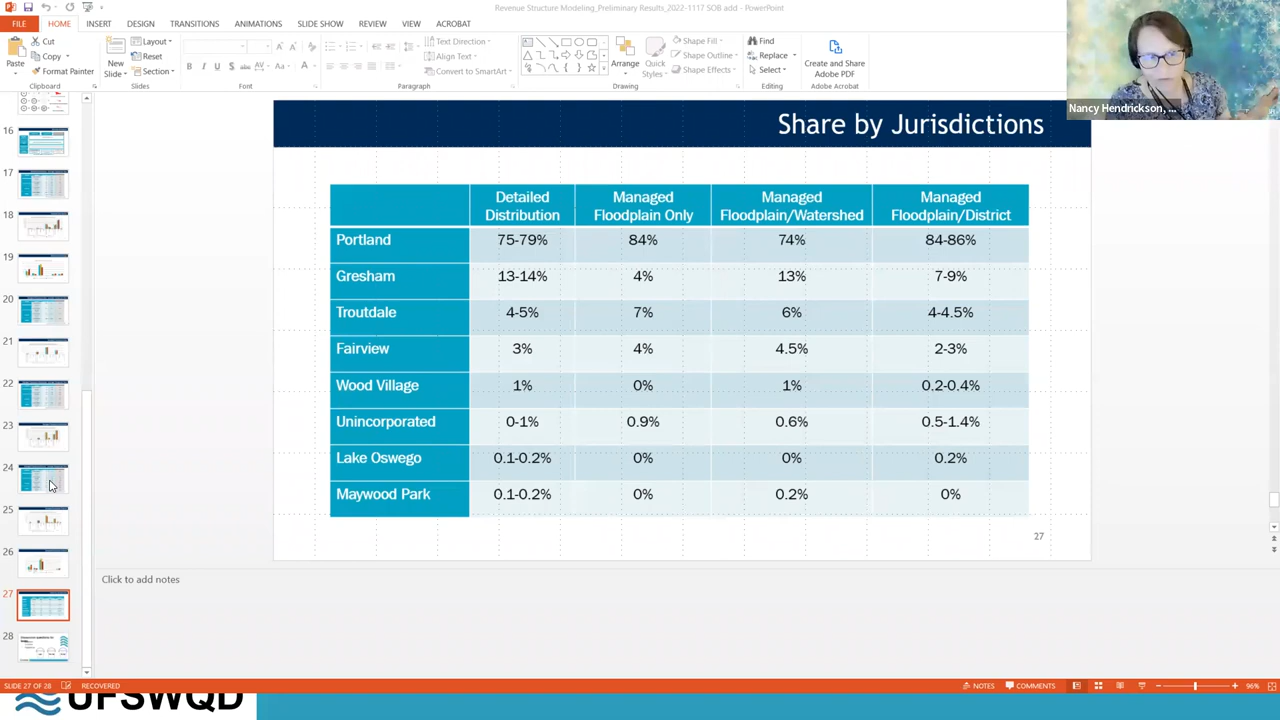 Revenue Structure Modeling_Preliminary Results_2022-1117 SOB add - PowerPoint
FILE HOME INSERT DESIGN TRANSITIONS ANIMATIONS SLIDE SHOW REVIEW VIEW ACROBAT
Paste
Cut
Copy
Format Painter
Clipboard
New
Slide
Layout
Reset
Section
Slides
Font
Text Direction
Align Text
Convert to SmartArt
Paragraph
Arrange
Quick
Styles
Shape Fill
Shape Outline
Shape Effects
Drawing
Find
Replace
Select
Editing
Create and Share
Adobe PDF
Adobe Acrobat
Nancy Hendrickson, ...
16
17
18
19
20
21
22
23
24
25
26
27
28
Share by Jurisdictions
Detailed Distribution Managed Floodplain Only Managed Floodplain/Watershed Managed Floodplain/District
Portland 75-79% 84% 74% 84-86%
Gresham 13-14% 4% 13% 7-9%
Troutdale 4-5% 7% 6% 4-4.5%
Fairview 3% 4% 4.5% 2-3%
Wood Village 1% 0% 1% 0.2-0.4%
Unincorporated 0-1% 0.9% 0.6% 0.5-1.4%
Lake Oswego 0.1-0.2% 0% 0% 0.2%
Maywood Park 0.1-0.2% 0% 0.2% 0%
27
Click to add notes
SLIDE 27 OF 28 RECOVERED NOTES COMMENTS 96%
UFSWQD